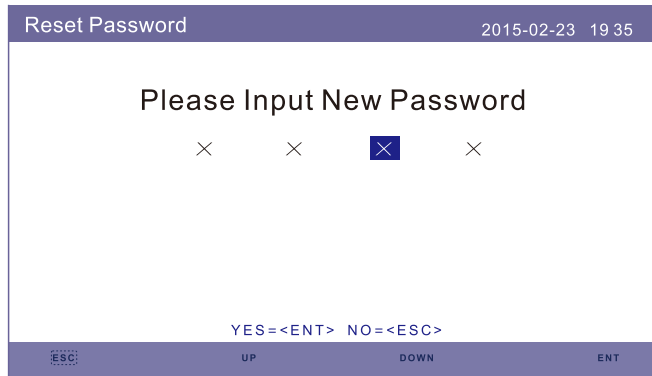 Reset Password 2015-02-23 19 35
Please Input New Password
× × × ×
YES=<ENT> NO=<ESC>
ESC UP DOWN ENT